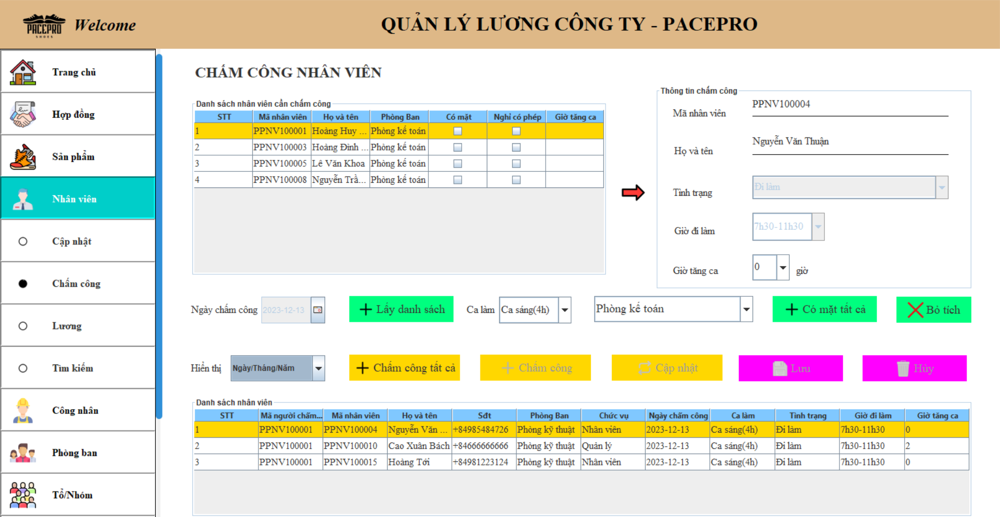 PACEPRO
SHOES
Welcome
QUẢN LÝ LƯƠNG CÔNG TY - PACEPRO
Trang chủ
Hợp đồng
Sản phẩm
Nhân viên
Cập nhật
Chấm công
Lương
Tìm kiếm
Công nhân
Phòng ban
Tổ/Nhóm
CHẤM CÔNG NHÂN VIÊN
Danh sách nhân viên cần chấm công
STT Mã nhân viên Họ và tên Phòng Ban Có mặt Nghỉ có phép Giờ tăng ca
1 PPNV100001 Hoàng Huy ... Phòng kế toán
2 PPNV100003 Hoàng Đình ... Phòng kế toán
3 PPNV100005 Lê Văn Khoa Phòng kế toán
4 PPNV100008 Nguyễn Trầ... Phòng kế toán
Thông tin chấm công
Mã nhân viên PPNV100004
Họ và tên Nguyễn Văn Thuận
Tình trạng Đi làm
Giờ đi làm 7h30-11h30
Giờ tăng ca 0 giờ
Ngày chấm công 2023-12-13 Lấy danh sách Ca làm Ca sáng(4h) Phòng kế toán Có mặt tất cả Bỏ tích
Hiển thị Ngày/Tháng/Năm Chấm công tất cả Chấm công Cập nhật Lưu Hủy
Danh sách nhân viên
STT Mã người chấm... Mã nhân viên Họ và tên Sđt Phòng Ban Chức vụ Ngày chấm công Ca làm Tình trạng Giờ đi làm Giờ tăng ca
1 PPNV100001 PPNV100004 Nguyễn Văn ... +84985484726 Phòng kỹ thuật Nhân viên 2023-12-13 Ca sáng(4h) Đi làm 7h30-11h30 0
2 PPNV100001 PPNV100010 Cao Xuân Bách +84666666666 Phòng kỹ thuật Quản lý 2023-12-13 Ca sáng(4h) Đi làm 7h30-11h30 2
3 PPNV100001 PPNV100015 Hoàng Tới +84981223124 Phòng kỹ thuật Nhân viên 2023-12-13 Ca sáng(4h) Đi làm 7h30-11h30 0